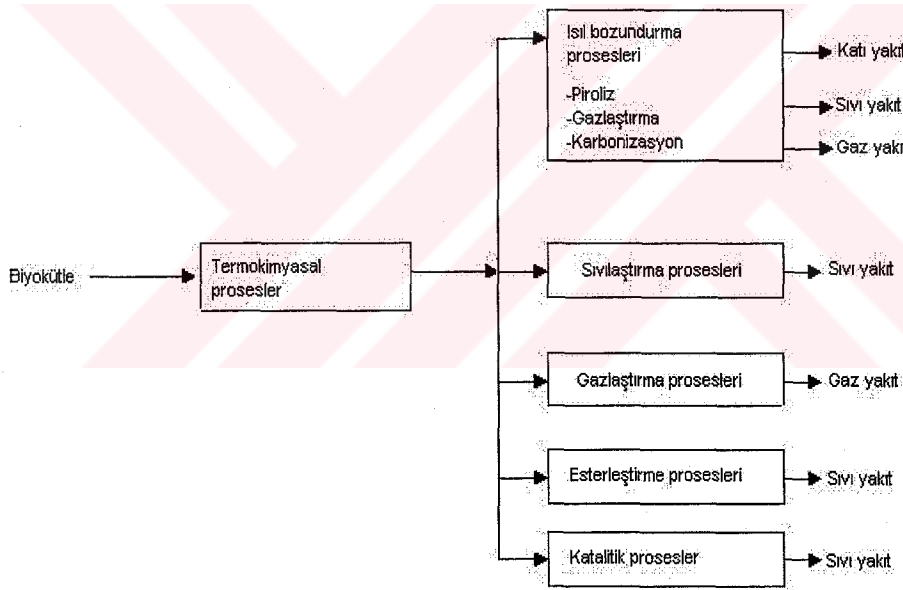 Isıl bozundurma
prosesleri
-Piroliz
-Gazlaştırma
-Karbonizasyon
Katı yakıt
Sıvı yakıt
Gaz yakı
Biyokütle
Termokimyasal
prosesler
Sıvılaştırma prosesleri
Sıvı yakıt
Gazlaştırma prosesleri
Gaz yakıt
Esterleştirme prosesleri
Sıvı yakıt
Katalitik prosesler
Sıvı yakıt